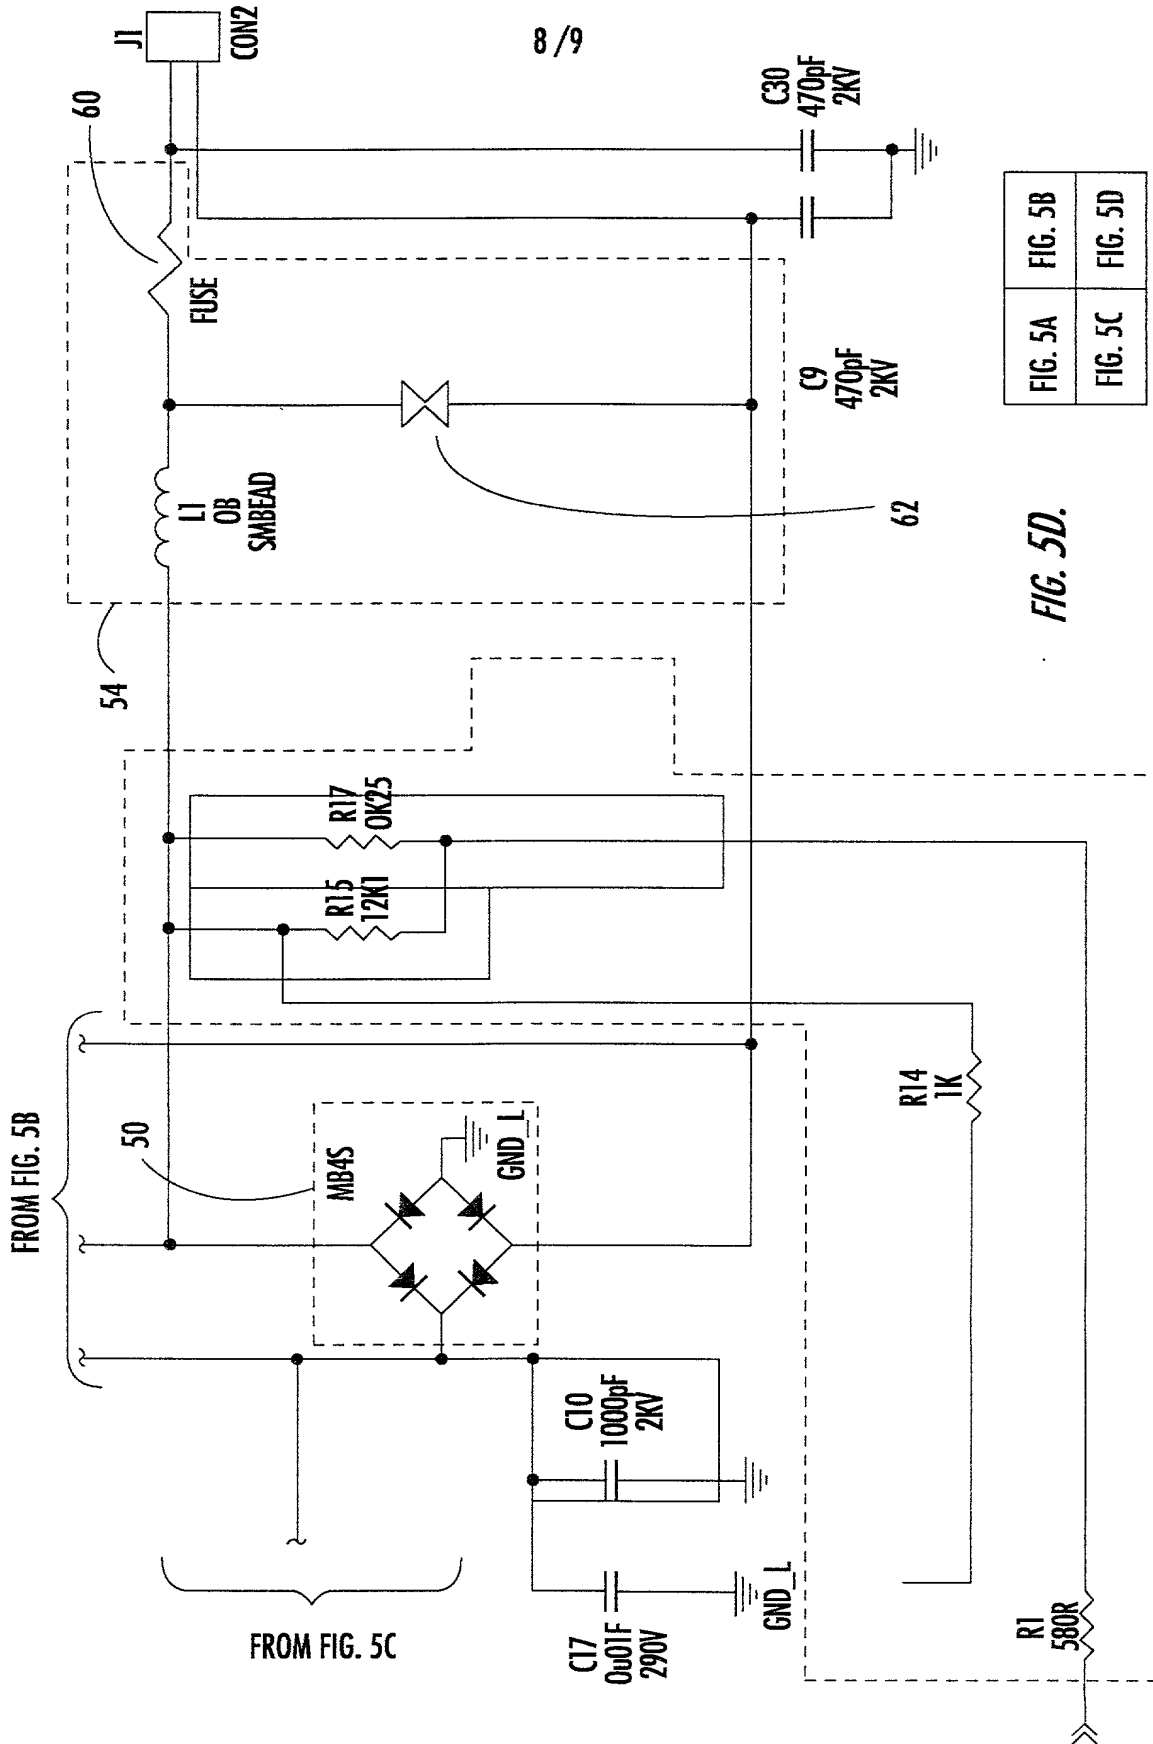 8/9
J1
CON2
60
C30
470pF
2KV
FUSE
FIG. 5A
FIG. 5B
FIG. 5C
FIG. 5D
C9
470pF
2KV
L1
0B
SMBEAD
62
FIG. 5D.
54
R17
0K25
R15
12K1
FROM FIG. 5B
50
MB4S
GND_L
R14
1K
C10
1000pF
2KV
FROM FIG. 5C
C17
0u01F
290V
GND_L
R1
580R